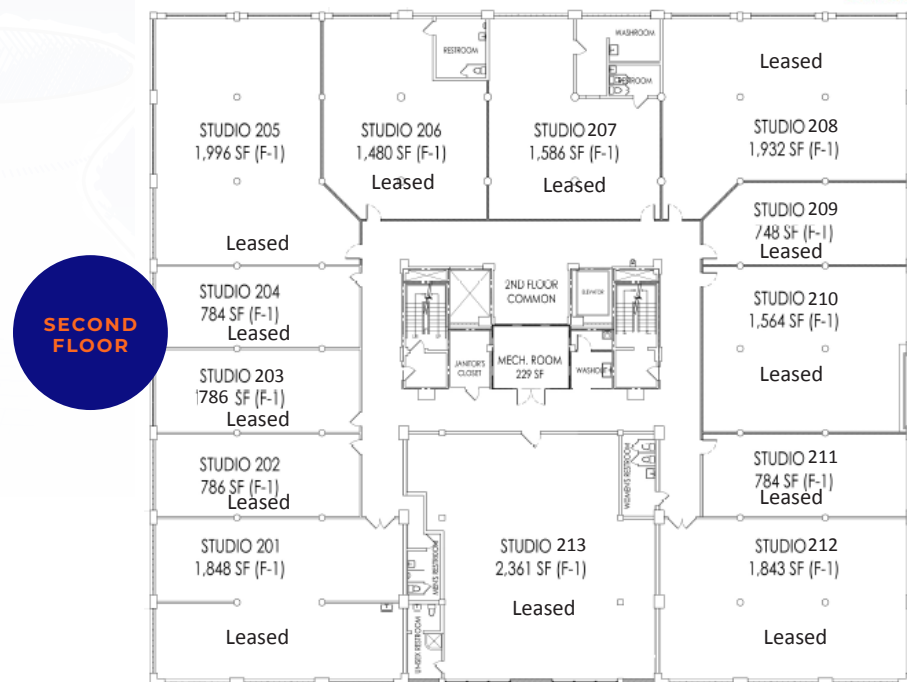 SECOND
FLOOR
STUDIO 205
1,996 SF (F-1)
Leased
RESTROOM
STUDIO 206
1,480 SF (F-1)
Leased
WASHROOM
RESTROOM
STUDIO 207
1,586 SF (F-1)
Leased
Leased
STUDIO 208
1,932 SF (F-1)
STUDIO 209
748 SF (F-1)
Leased
STUDIO 204
784 SF (F-1)
Leased
2ND FLOOR
COMMON
ELEVATOR
STUDIO 210
1,564 SF (F-1)
Leased
JANITOR'S
CLOSET
MECH. ROOM
229 SF
WASHOUT
STUDIO 203
786 SF (F-1)
Leased
STUDIO 202
786 SF (F-1)
Leased
WOMEN'S RESTROOM
STUDIO 211
784 SF (F-1)
Leased
STUDIO 201
1,848 SF (F-1)
Leased
MEN'S RESTROOM
UNISEX RESTROOM
STUDIO 213
2,361 SF (F-1)
Leased
STUDIO 212
1,843 SF (F-1)
Leased